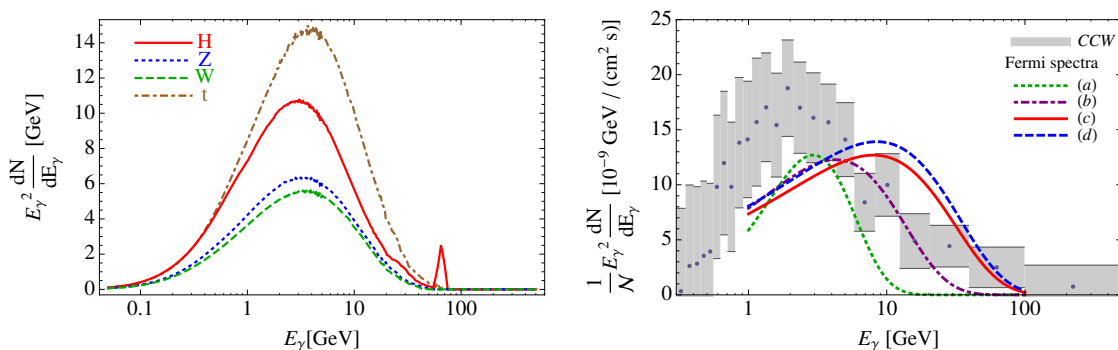 E_γ² dN/dE_γ [GeV]
14
12
10
8
6
4
2
0
H
Z
W
t
0.1 1 10 100
E_γ[GeV]
1/𝒩 E_γ² dN/dE_γ [10⁻⁹ GeV / (cm² s)]
25
20
15
10
5
0
CCW
Fermi spectra
(a)
(b)
(c)
(d)
1 10 100
E_γ [GeV]